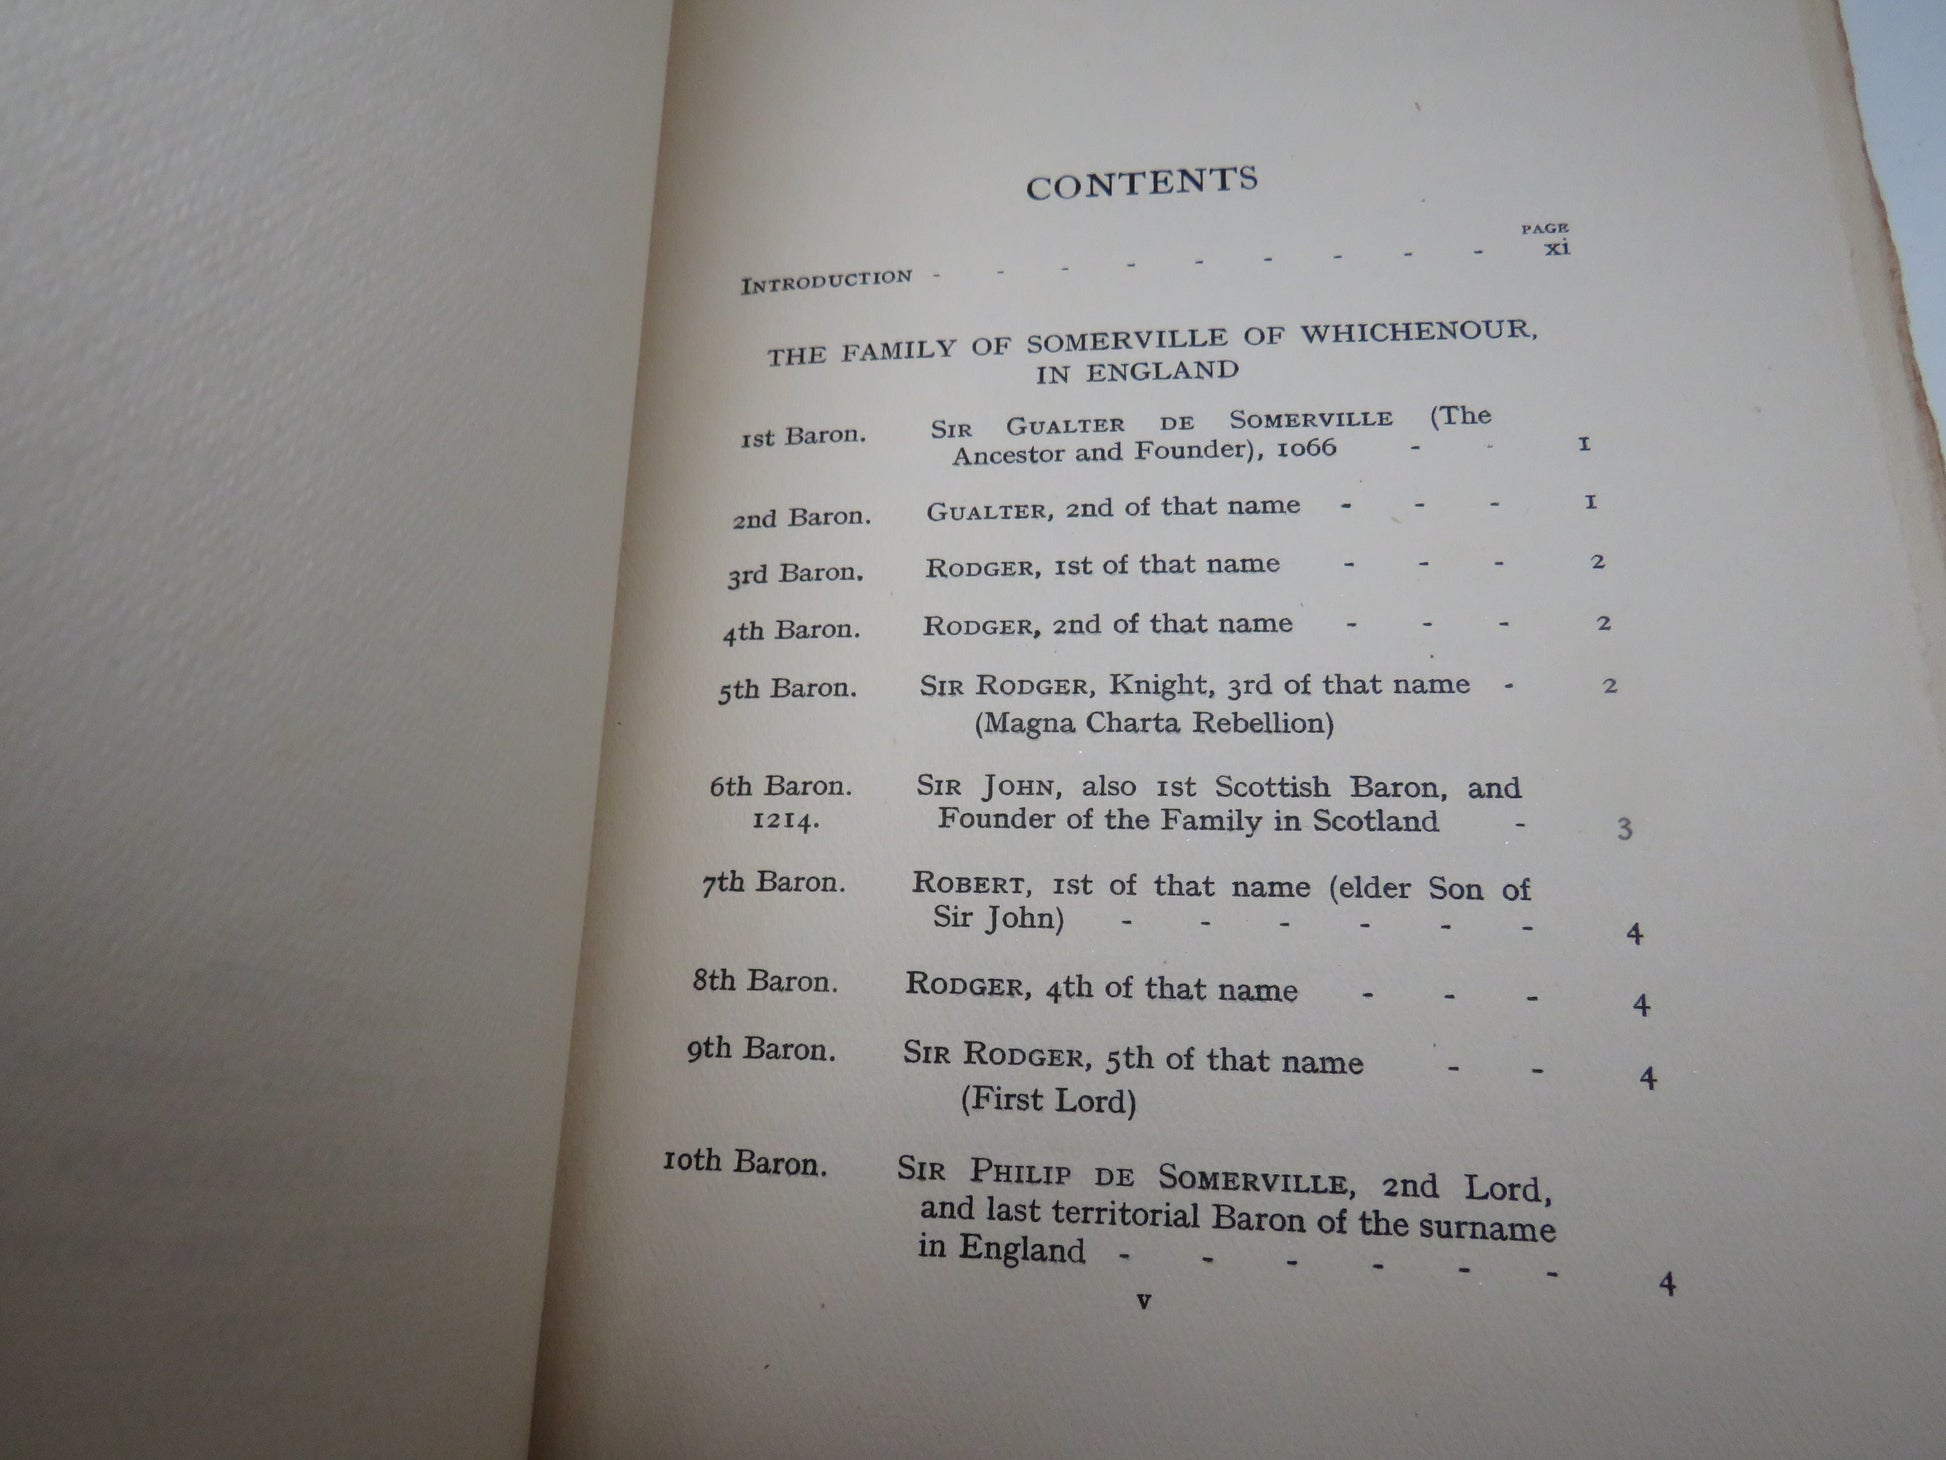 CONTENTS
PAGE
INTRODUCTION - - - - - - - - - xi
THE FAMILY OF SOMERVILLE OF WHICHENOUR,
IN ENGLAND
1st Baron. SIR GUALTER DE SOMERVILLE (The
Ancestor and Founder), 1066 - - 1
2nd Baron. GUALTER, 2nd of that name - - - 1
3rd Baron. RODGER, 1st of that name - - - 2
4th Baron. RODGER, 2nd of that name - - - 2
5th Baron. SIR RODGER, Knight, 3rd of that name - 2
(Magna Charta Rebellion)
6th Baron. SIR JOHN, also 1st Scottish Baron, and
1214. Founder of the Family in Scotland - 3
7th Baron. ROBERT, 1st of that name (elder Son of
Sir John) - - - - - - 4
8th Baron. RODGER, 4th of that name - - - 4
9th Baron. SIR RODGER, 5th of that name - - 4
(First Lord)
10th Baron. SIR PHILIP DE SOMERVILLE, 2nd Lord,
and last territorial Baron of the surname
in England - - - - - - 4
v